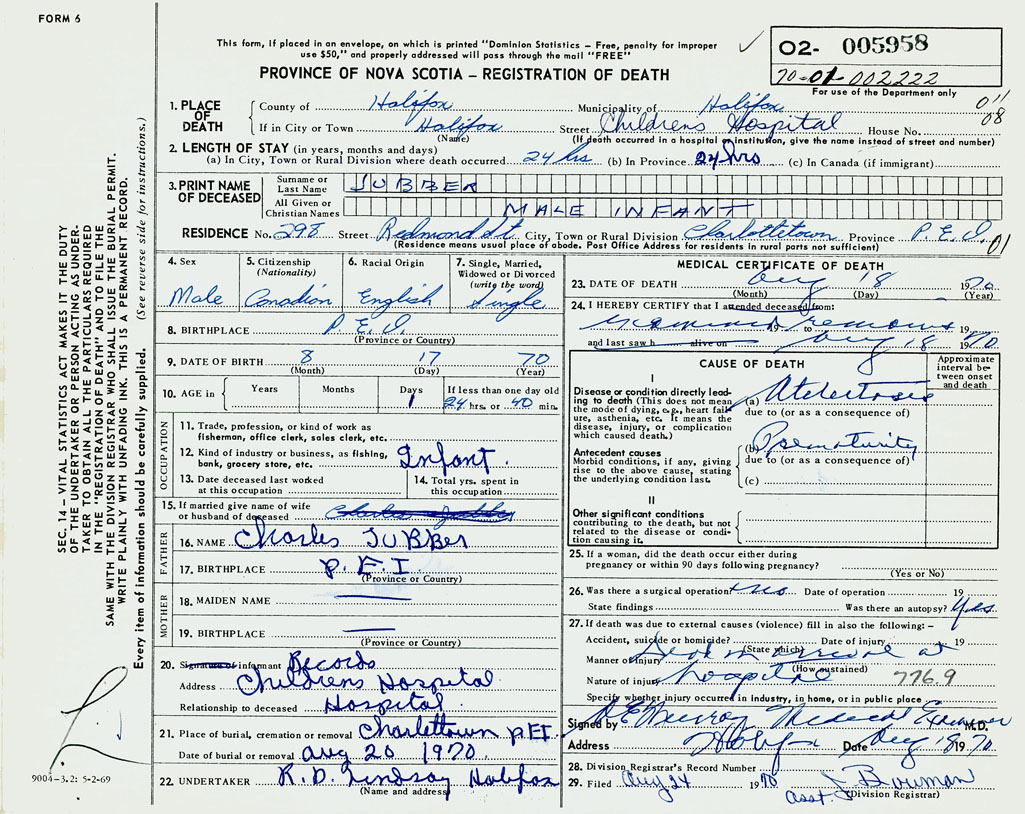 FORM 6
This form, if placed in an envelope, on which is printed "Dominion Statistics – Free, penalty for improper
use $50," and properly addressed will pass through the mail "FREE"
PROVINCE OF NOVA SCOTIA – REGISTRATION OF DEATH
02- 005958
70-01-002222
For use of the Department only
011
08
1. PLACE OF DEATH
County of Halifax Municipality of Halifax
If in City or Town Halifax Street Childrens Hospital House No.
(Name) (If death occurred in a hospital or institution, give the name instead of street and number)
2. LENGTH OF STAY (in years, months and days)
(a) In City, Town or Rural Division where death occurred 24 hrs (b) In Province 24 hrs (c) In Canada (if immigrant)
3. PRINT NAME OF DECEASED
Surname or Last Name JUBBER
All Given or Christian Names MALE INFANT
RESIDENCE No. 298 Street Redmond St City, Town or Rural Division Charlottetown Province P.E.I. 01
(Residence means usual place of abode. Post Office Address for residents in rural parts not sufficient)
4. Sex
Male
5. Citizenship
(Nationality)
Canadian
6. Racial Origin
English
7. Single, Married,
Widowed or Divorced
(write the word)
Single
8. BIRTHPLACE P.E.I.
(Province or Country)
9. DATE OF BIRTH 8 17 70
(Month) (Day) (Year)
10. AGE in Years Months Days 1 If less than one day old
24 hrs. or 40 min.
OCCUPATION
11. Trade, profession, or kind of work as
fisherman, office clerk, sales clerk, etc.
12. Kind of industry or business, as fishing,
bank, grocery store, etc. Infant.
13. Date deceased last worked
at this occupation
14. Total yrs. spent in
this occupation
15. If married give name of wife
or husband of deceased
FATHER
16. NAME Charles JUBBer
17. BIRTHPLACE P.E.I
(Province or Country)
MOTHER
18. MAIDEN NAME
19. BIRTHPLACE
(Province or Country)
20. Signature of informant Records
Address Childrens Hospital
Relationship to deceased Hospital
21. Place of burial, cremation or removal Charlettown P.E.I
Date of burial or removal aug 20 1970
22. UNDERTAKER R.D. Lindsay Halifax
(Name and address)
MEDICAL CERTIFICATE OF DEATH
23. DATE OF DEATH Aug 18 1970
(Month) (Day) (Year)
24. I HEREBY CERTIFY that I attended deceased from:
examined 19 to remains 19
and last saw h alive on Aug 18 1970
CAUSE OF DEATH
Approximate
interval be-
tween onset
and death
I
Disease or condition directly lead-
ing to death (This does not mean
the mode of dying, e.g., heart fail-
ure, asthenia, etc. It means the
disease, injury, or complication
which caused death.)
(a) Atelectasis
due to (or as a consequence of)
Antecedent causes
Morbid conditions, if any, giving
rise to the above cause, stating
the underlying condition last.
(b) Prematurity
due to (or as a consequence of)
(c)
II
Other significant conditions
contributing to the death, but not
related to the disease or condi-
tion causing it.
25. If a woman, did the death occur either during
pregnancy or within 90 days following pregnancy?
(Yes or No)
26. Was there a surgical operation? no Date of operation 19
State findings Was there an autopsy? Yes
27. If death was due to external causes (violence) fill in also the following: –
Accident, suicide or homicide? Date of injury 19
(State which)
Dead on arrival at
Manner of injury
(How sustained)
Nature of injury hospital 776.9
Specify whether injury occurred in industry, in home, or in public place
Signed by Murray Medical Examiner M.D.
Address Halifax Date Aug 18 1970
28. Division Registrar's Record Number
29. Filed Aug 24 1970 J Bowman
asst. (Division Registrar)
SEC. 14 – VITAL STATISTICS ACT MAKES IT THE DUTY
OF THE UNDERTAKER OR PERSON ACTING AS UNDER-
TAKER TO OBTAIN ALL THE PARTICULARS REQUIRED
IN THE "REGISTRATION OF DEATH" AND TO FILE THE
SAME WITH THE DIVISION REGISTRAR WHO SHALL ISSUE THE BURIAL PERMIT.
WRITE PLAINLY WITH UNFADING INK. THIS IS A PERMANENT RECORD.
Every item of information should be carefully supplied. (See reverse side for instructions.)
9004-3.2: 5-2-69